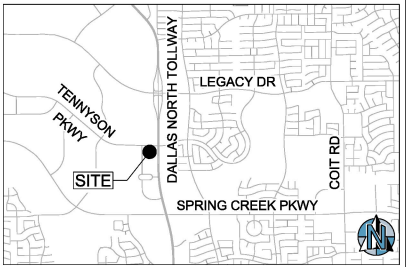 DALLAS NORTH TOLLWAY
LEGACY DR
TENNYSON
PKWY
COIT RD
SITE
SPRING CREEK PKWY
N